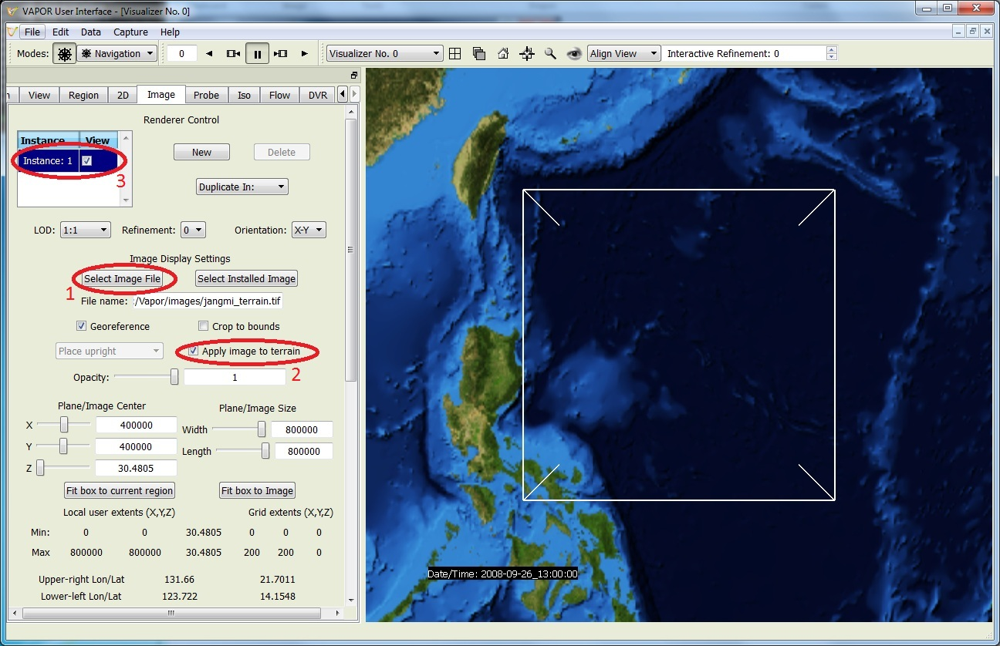 VAPOR User Interface - [Visualizer No. 0]
File Edit Data Capture Help
Modes: Navigation 0 Visualizer No. 0 Align View Interactive Refinement: 0
View Region 2D Image Probe Iso Flow DVR
Renderer Control
Instance View
Instance: 1
3
New Delete
Duplicate In:
LOD: 1:1 Refinement: 0 Orientation: X-Y
Image Display Settings
Select Image File Select Installed Image
1
File name: :/Vapor/images/jangmi_terrain.tif
Georeference Crop to bounds
Place upright Apply image to terrain
2
Opacity: 1
Plane/Image Center Plane/Image Size
X 400000 Width 800000
Y 400000 Length 800000
Z 30.4805
Fit box to current region Fit box to Image
Local user extents (X,Y,Z) Grid extents (X,Y,Z)
Min: 0 0 30.4805 0 0 0
Max 800000 800000 30.4805 200 200 0
Upper-right Lon/Lat 131.66 21.7011
Lower-left Lon/Lat 123.722 14.1548
Date/Time: 2008-09-26_13:00:00